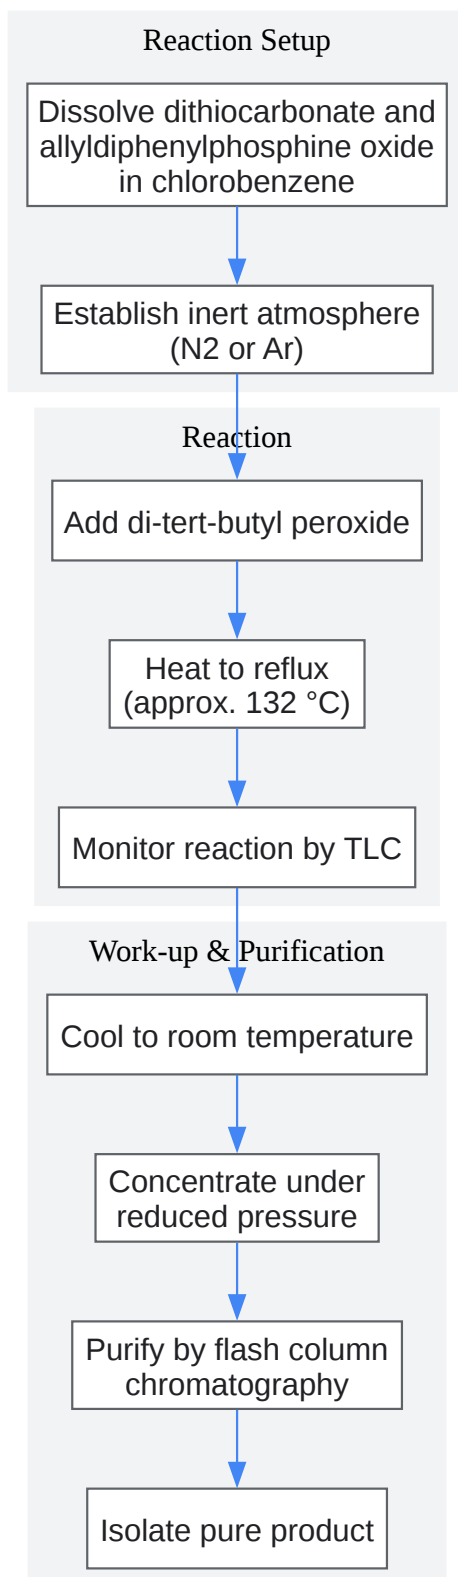 Reaction Setup
Dissolve dithiocarbonate and
allyldiphenylphosphine oxide
in chlorobenzene
Establish inert atmosphere
(N2 or Ar)
Reaction
Add di-tert-butyl peroxide
Heat to reflux
(approx. 132 °C)
Monitor reaction by TLC
Work-up & Purification
Cool to room temperature
Concentrate under
reduced pressure
Purify by flash column
chromatography
Isolate pure product